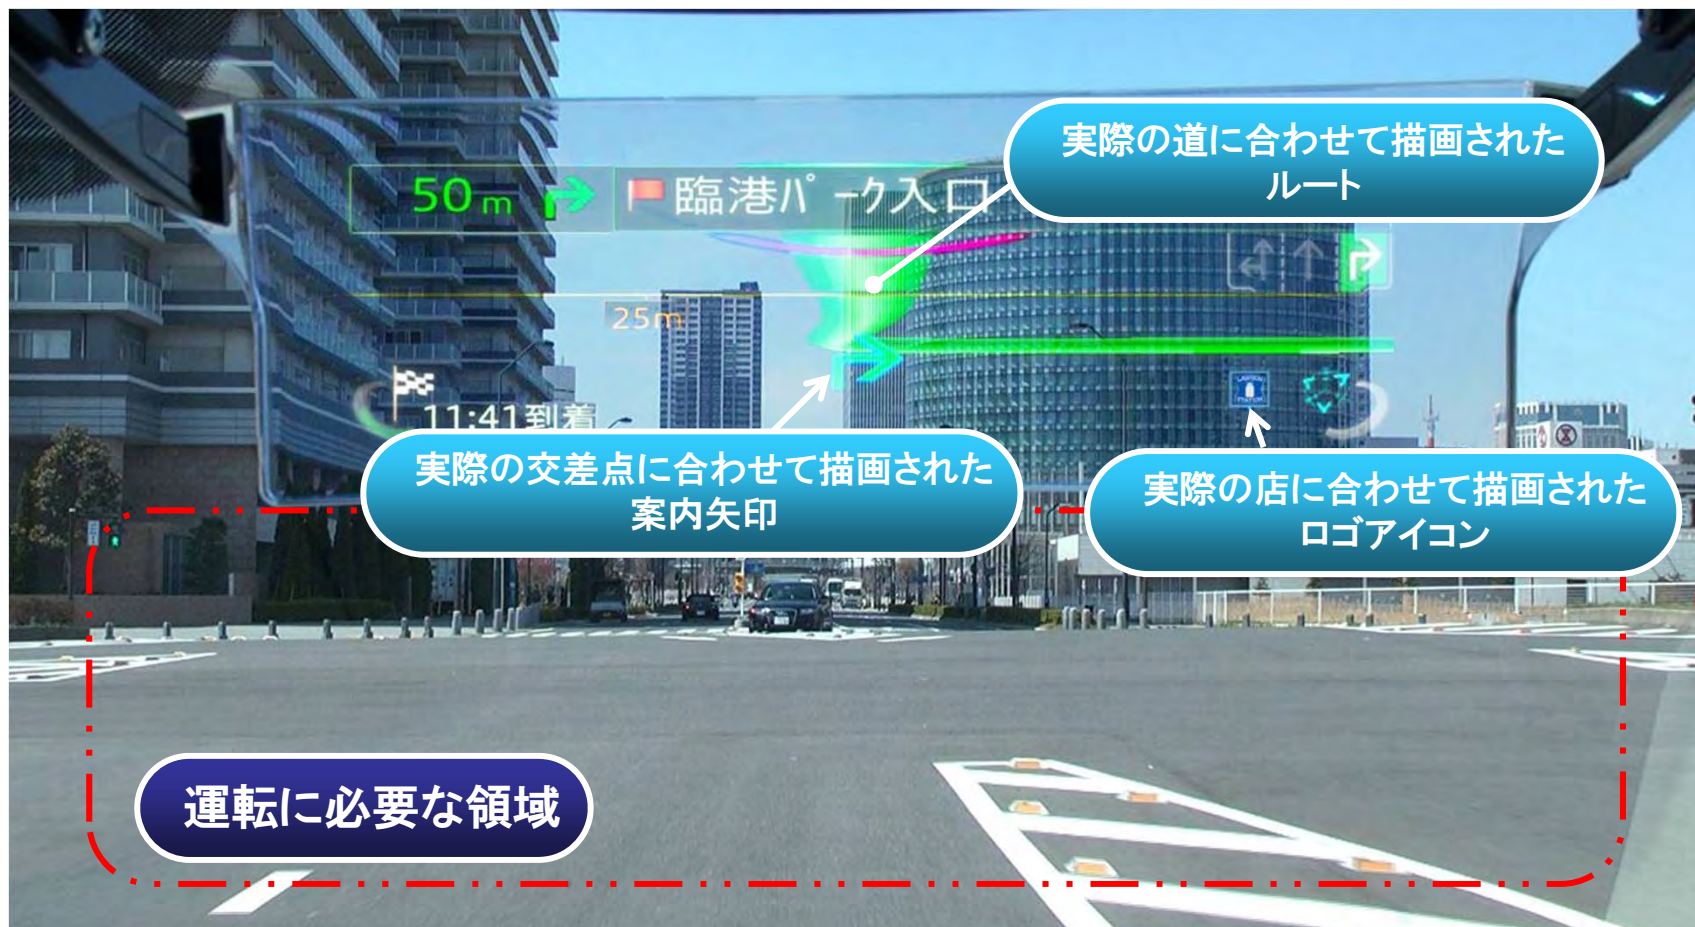 実際の道に合わせて描画された
ルート
50m
臨港パーク入口
25m
11:41到着
LAWSON
STATION
実際の交差点に合わせて描画された
案内矢印
実際の店に合わせて描画された
ロゴアイコン
運転に必要な領域